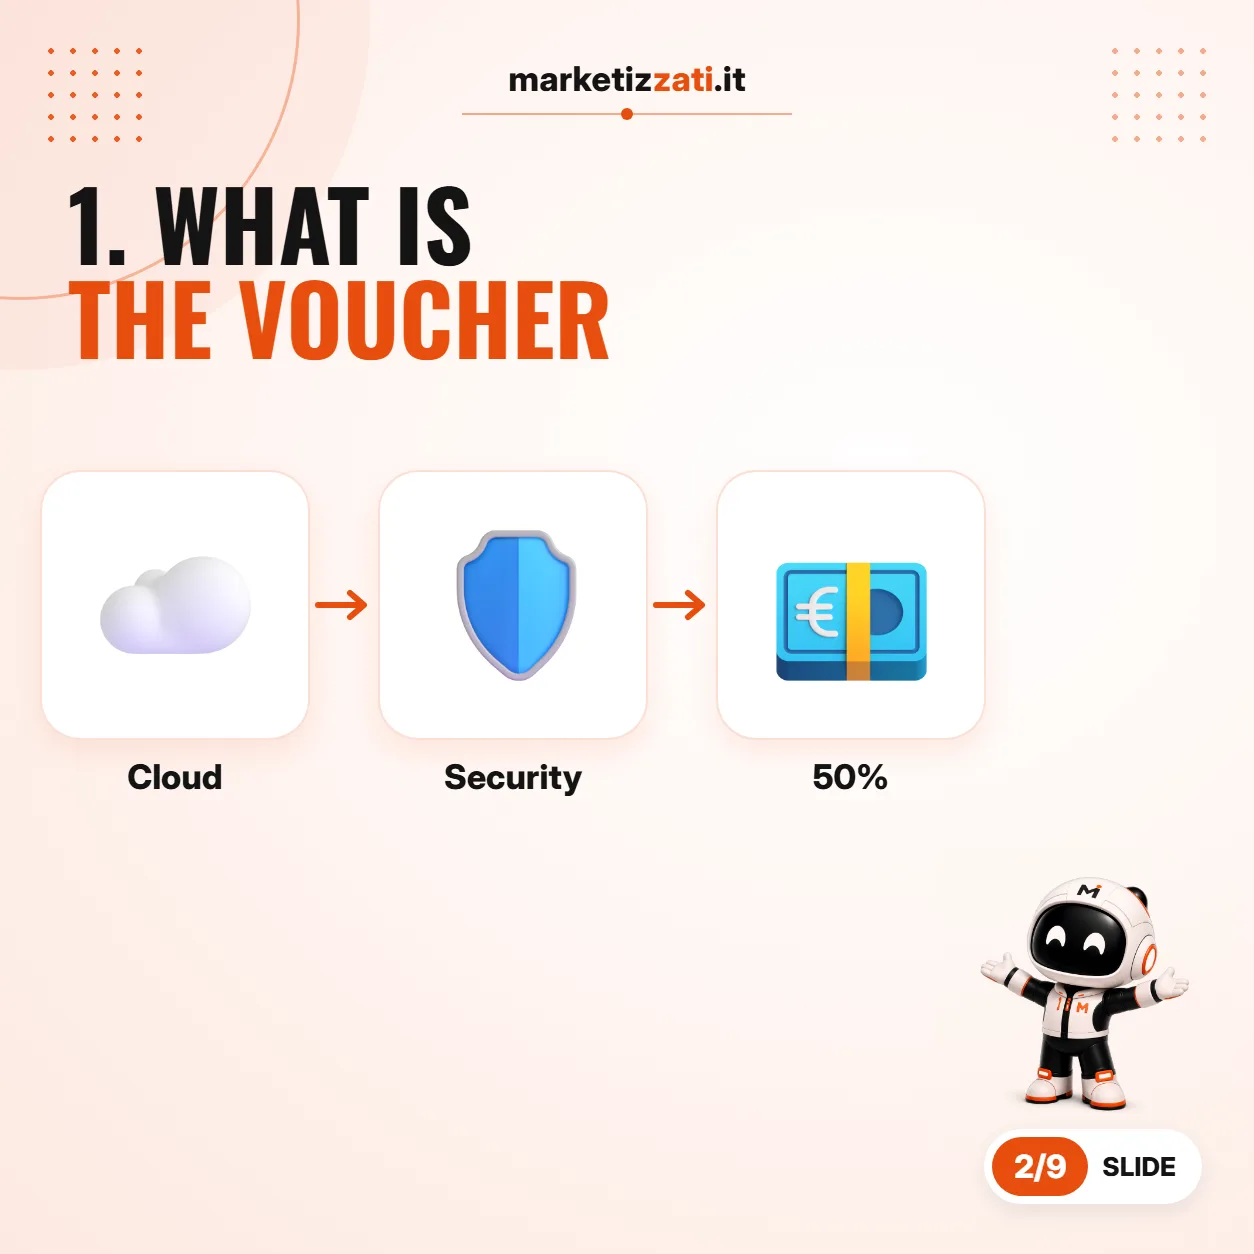 marketizzati.it
1. WHAT IS
THE VOUCHER
€
Cloud
Security
50%
2/9 SLIDE